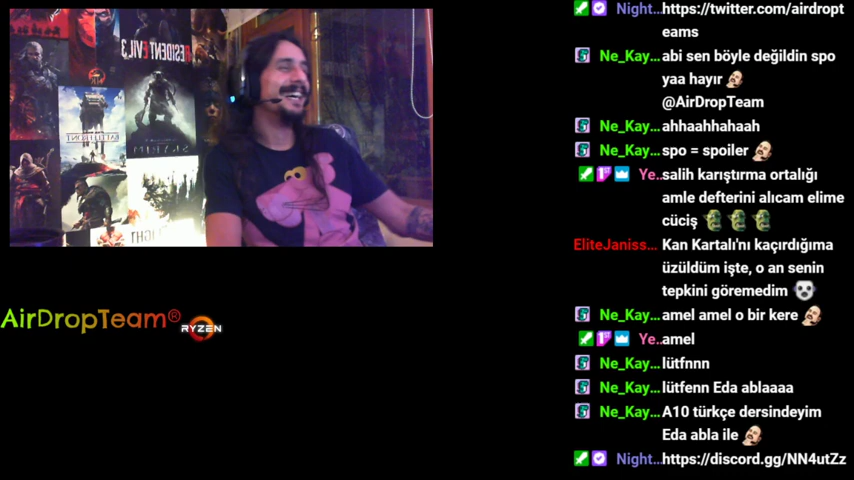 RESIDENT EVIL 3
BATTLEFRONT
SKYRIM
LIGHT
AirDropTeam®
RYZEN
Night...https://twitter.com/airdropt
eams
Ne_Kay...abi sen böyle değildin spo
yaa hayır
@AirDropTeam
Ne_Kay...ahhaahhahaah
Ne_Kay...spo = spoiler
Ye..salih karıştırma ortalığı
amle defterini alıcam elime
cüciş
EliteJaniss...Kan Kartalı'nı kaçırdığıma
üzüldüm işte, o an senin
tepkini göremedim
Ne_Kay...amel amel o bir kere
Ye..amel
Ne_Kay...lütfnnn
Ne_Kay...lütfenn Eda ablaaaa
Ne_Kay...A10 türkçe dersindeyim
Eda abla ile
Night...https://discord.gg/NN4utZz